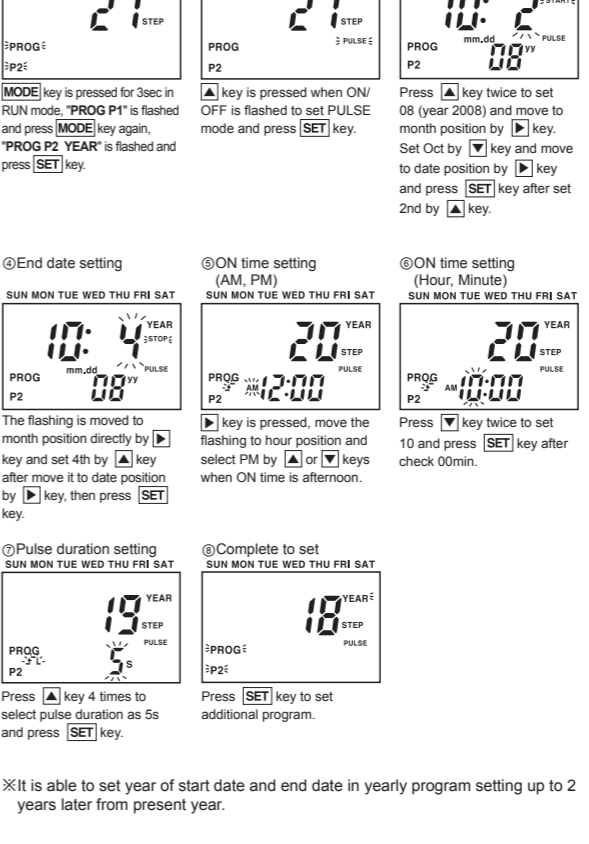 21 STEP
PROG
P2
MODE key is pressed for 3sec in
RUN mode, "PROG P1" is flashed
and press MODE key again,
"PROG P2 YEAR" is flashed and
press SET key.
21 STEP
PULSE
PROG
P2
▲ key is pressed when ON/
OFF is flashed to set PULSE
mode and press SET key.
10: 2 START
mm.dd PULSE
PROG 08 yy
P2
Press ▲ key twice to set
08 (year 2008) and move to
month position by ▶ key.
Set Oct by ▼ key and move
to date position by ▶ key
and press SET key after set
2nd by ▲ key.
④End date setting
SUN MON TUE WED THU FRI SAT
10: 4 YEAR
STOP
mm.dd PULSE
PROG 08 yy
P2
The flashing is moved to
month position directly by ▶
key and set 4th by ▲ key
after move it to date position
by ▶ key, then press SET
key.
⑤ON time setting
(AM, PM)
SUN MON TUE WED THU FRI SAT
20 YEAR
STEP
PULSE
PROG
P2 AM 12:00
▶ key is pressed, move the
flashing to hour position and
select PM by ▲ or ▼ keys
when ON time is afternoon.
⑥ON time setting
(Hour, Minute)
SUN MON TUE WED THU FRI SAT
20 YEAR
STEP
PULSE
PROG
P2 AM 10:00
Press ▼ key twice to set
10 and press SET key after
check 00min.
⑦Pulse duration setting
SUN MON TUE WED THU FRI SAT
19 YEAR
STEP
PULSE
PROG
P2 5s
Press ▲ key 4 times to
select pulse duration as 5s
and press SET key.
⑧Complete to set
SUN MON TUE WED THU FRI SAT
18 YEAR
STEP
PULSE
PROG
P2
Press SET key to set
additional program.
※It is able to set year of start date and end date in yearly program setting up to 2
years later from present year.